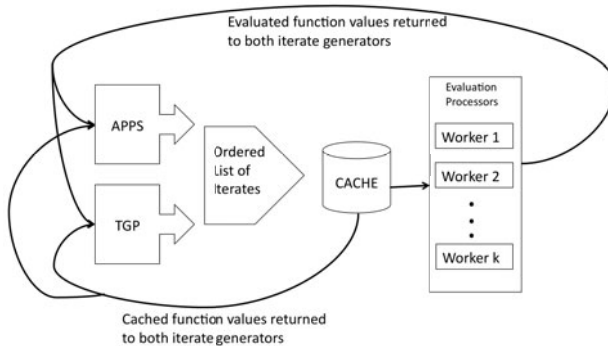 Evaluated function values returned
to both iterate generators
Evaluation
Processors
APPS
Ordered
List of
Iterates
Worker 1
CACHE
Worker 2
TGP
Worker k
Cached function values returned
to both iterate generators